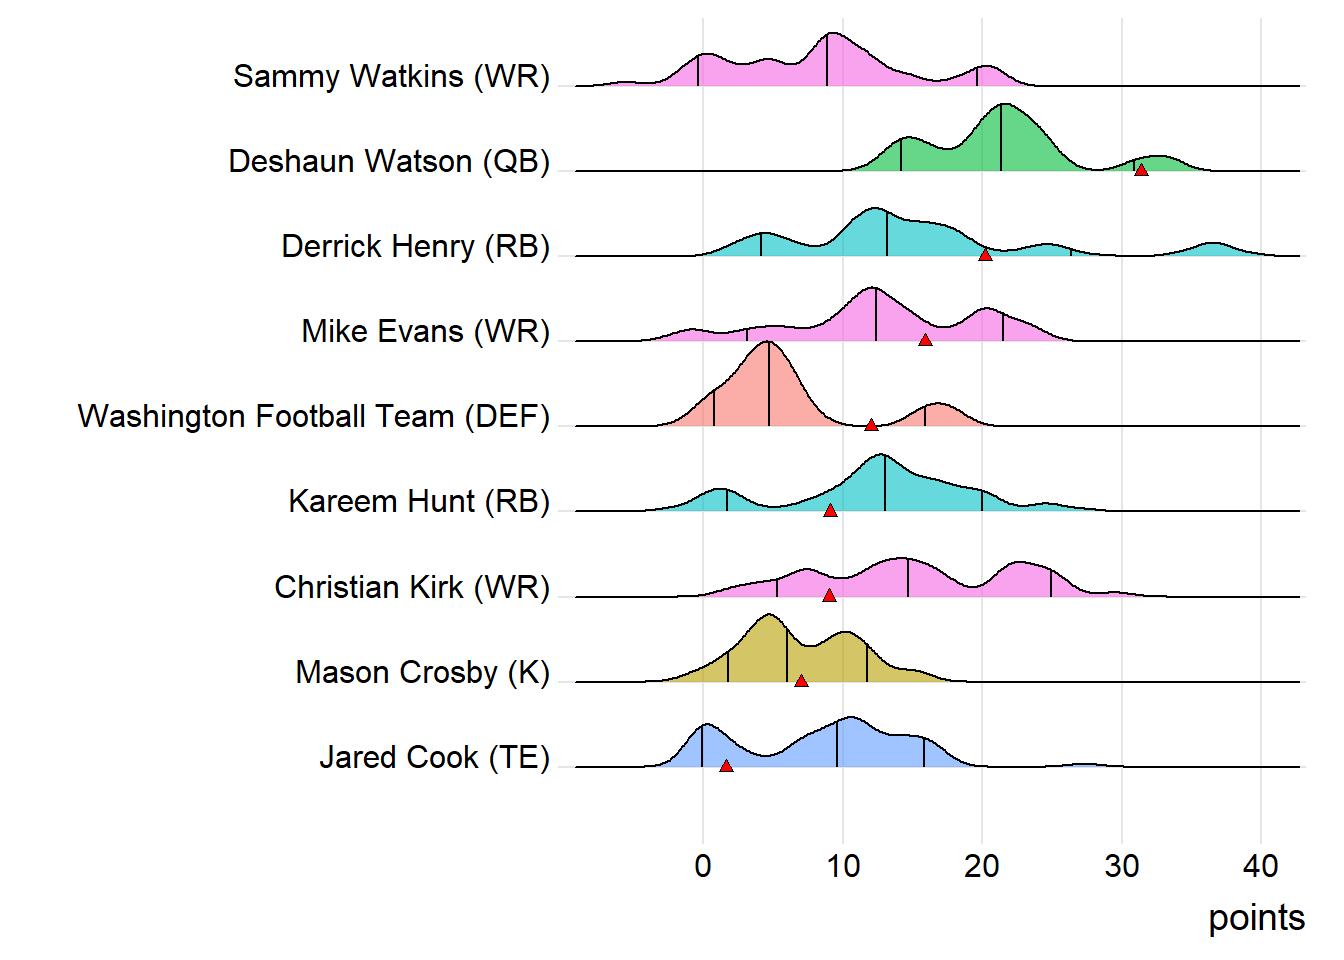 Sammy Watkins (WR)
Deshaun Watson (QB)
Derrick Henry (RB)
Mike Evans (WR)
Washington Football Team (DEF)
Kareem Hunt (RB)
Christian Kirk (WR)
Mason Crosby (K)
Jared Cook (TE)
0 10 20 30 40
points